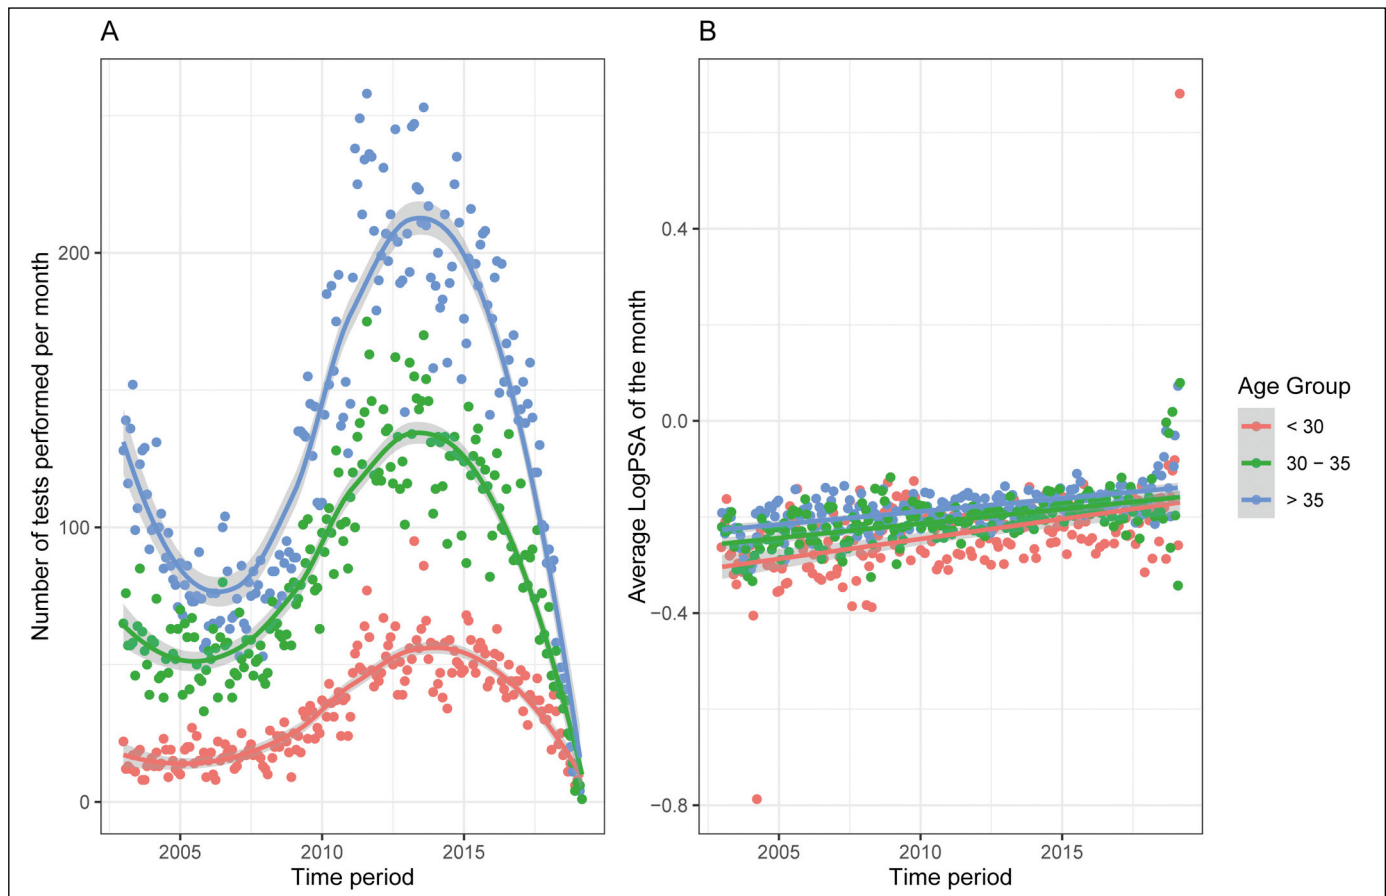 A
Number of tests performed per month
200
100
0
2005 2010 2015
Time period
B
Average LogPSA of the month
0.4
0.0
−0.4
−0.8
2005 2010 2015
Time period
Age Group
< 30
30 − 35
> 35